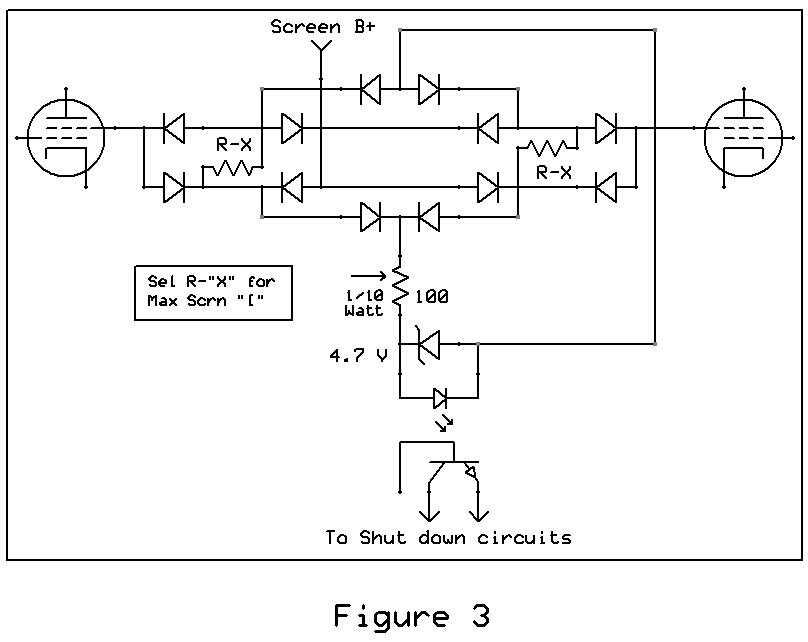 Screen B+
R-X
R-X
Sel R-"X" for
Max Scrn "I"
1/10
Watt
100
4.7 V
To Shut down circuits
Figure 3